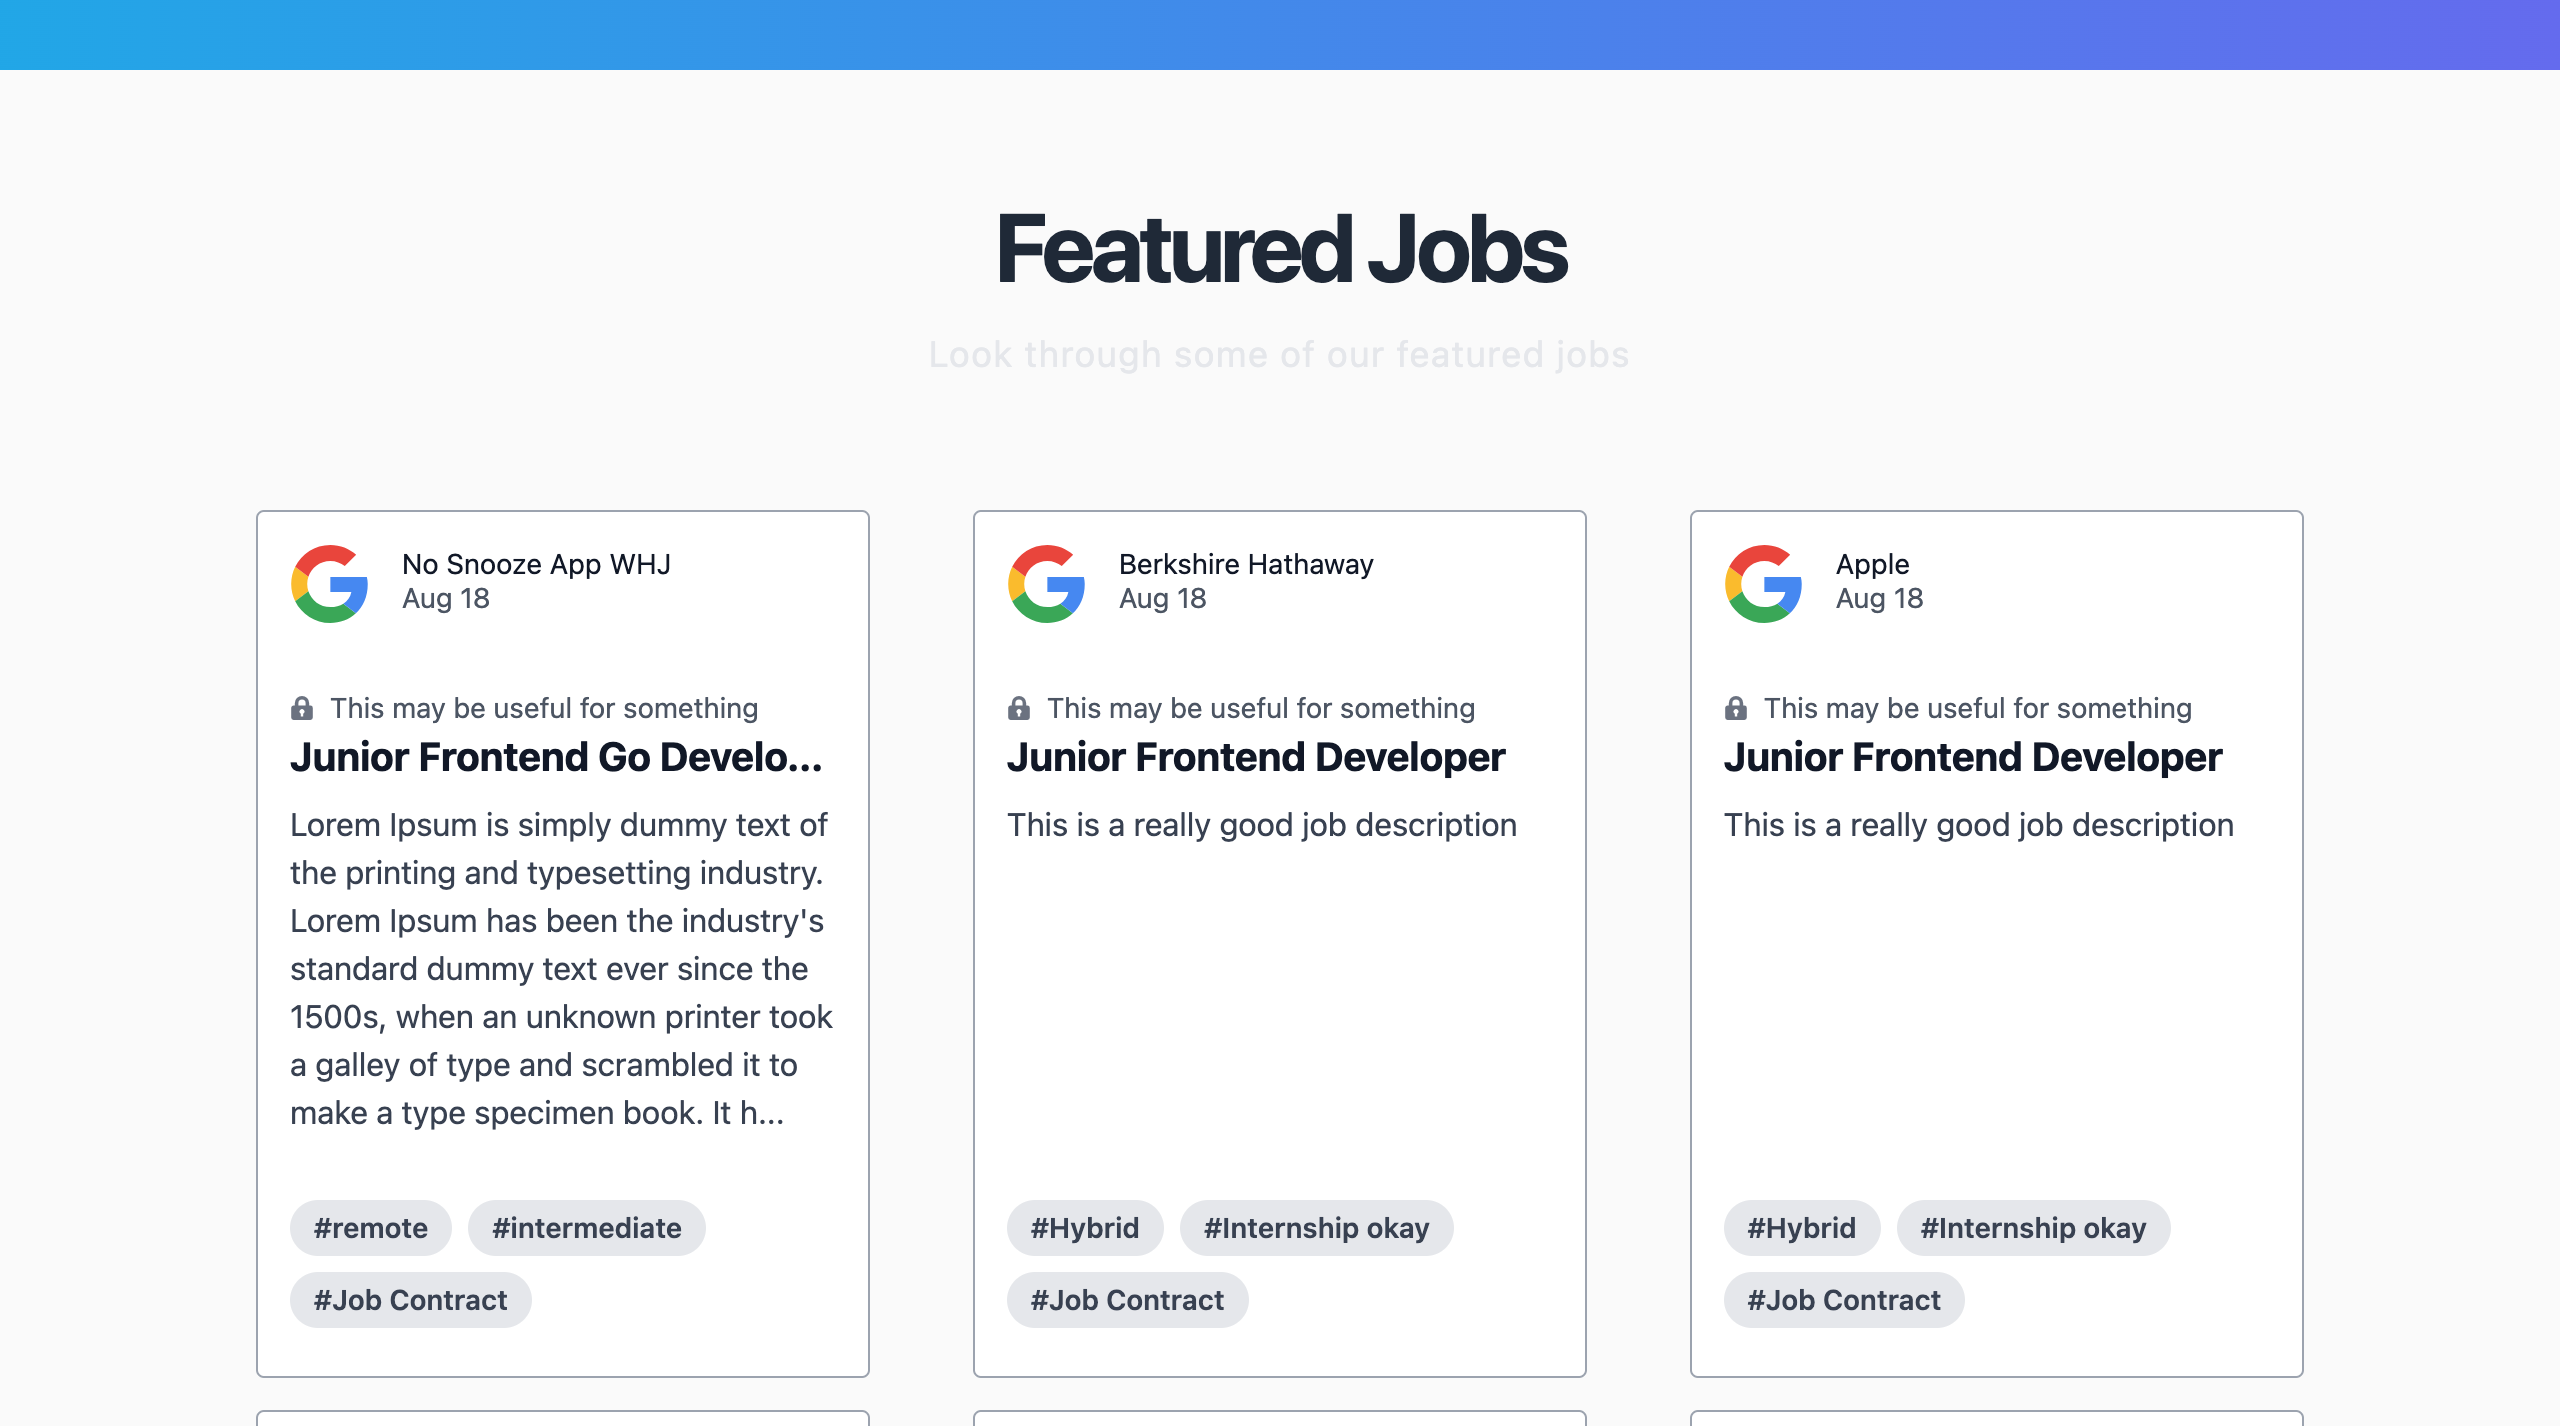 Featured Jobs
Look through some of our featured jobs
No Snooze App WHJ
Aug 18
This may be useful for something
Junior Frontend Go Develo...
Lorem Ipsum is simply dummy text of
the printing and typesetting industry.
Lorem Ipsum has been the industry's
standard dummy text ever since the
1500s, when an unknown printer took
a galley of type and scrambled it to
make a type specimen book. It h...
#remote #intermediate
#Job Contract
Berkshire Hathaway
Aug 18
This may be useful for something
Junior Frontend Developer
This is a really good job description
#Hybrid #Internship okay
#Job Contract
Apple
Aug 18
This may be useful for something
Junior Frontend Developer
This is a really good job description
#Hybrid #Internship okay
#Job Contract